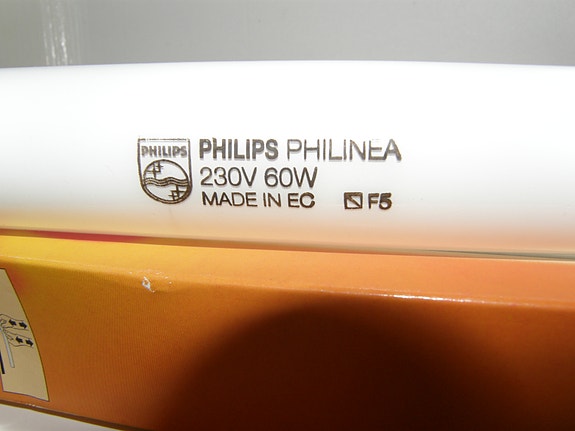 PHILIPS
PHILIPS PHILINEA
230V 60W
MADE IN EC F5